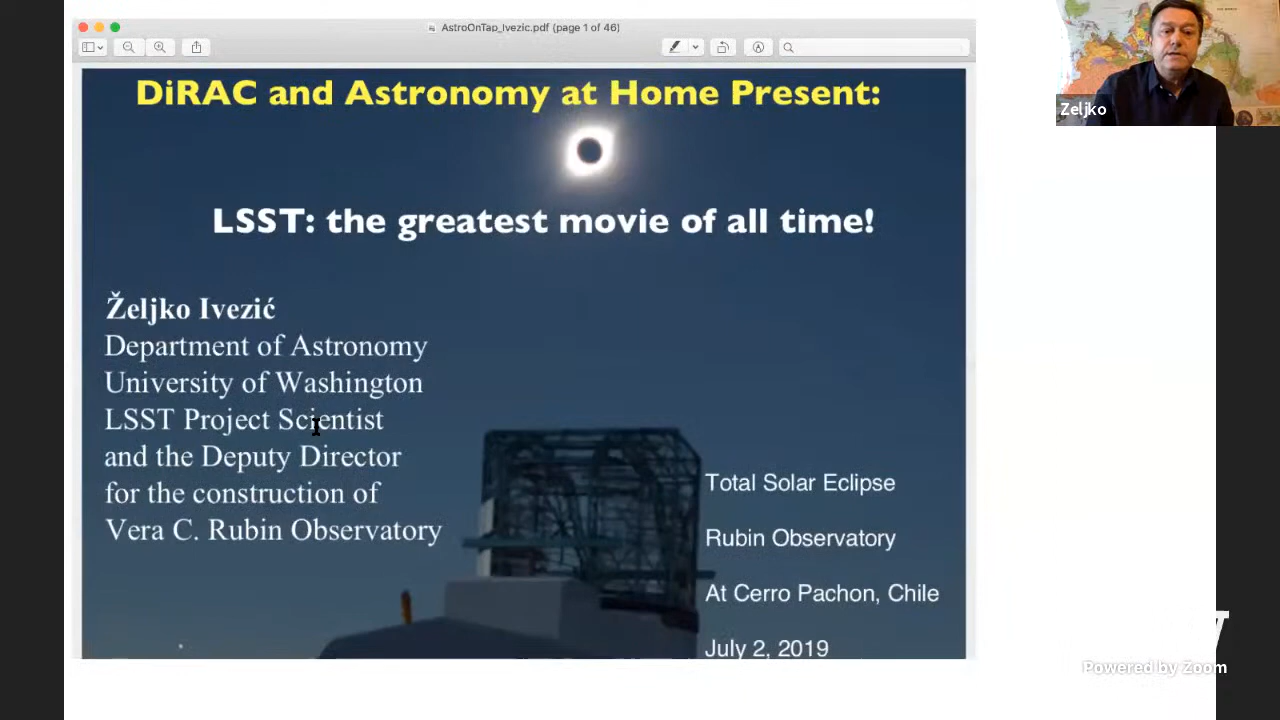 AstroOnTap_Ivezic.pdf (page 1 of 46)
DiRAC and Astronomy at Home Present:
LSST: the greatest movie of all time!
Željko Ivezić
Department of Astronomy
University of Washington
LSST Project Scientist
and the Deputy Director
for the construction of
Vera C. Rubin Observatory
Total Solar Eclipse
Rubin Observatory
At Cerro Pachon, Chile
July 2, 2019
Zeljko
Powered by Zoom